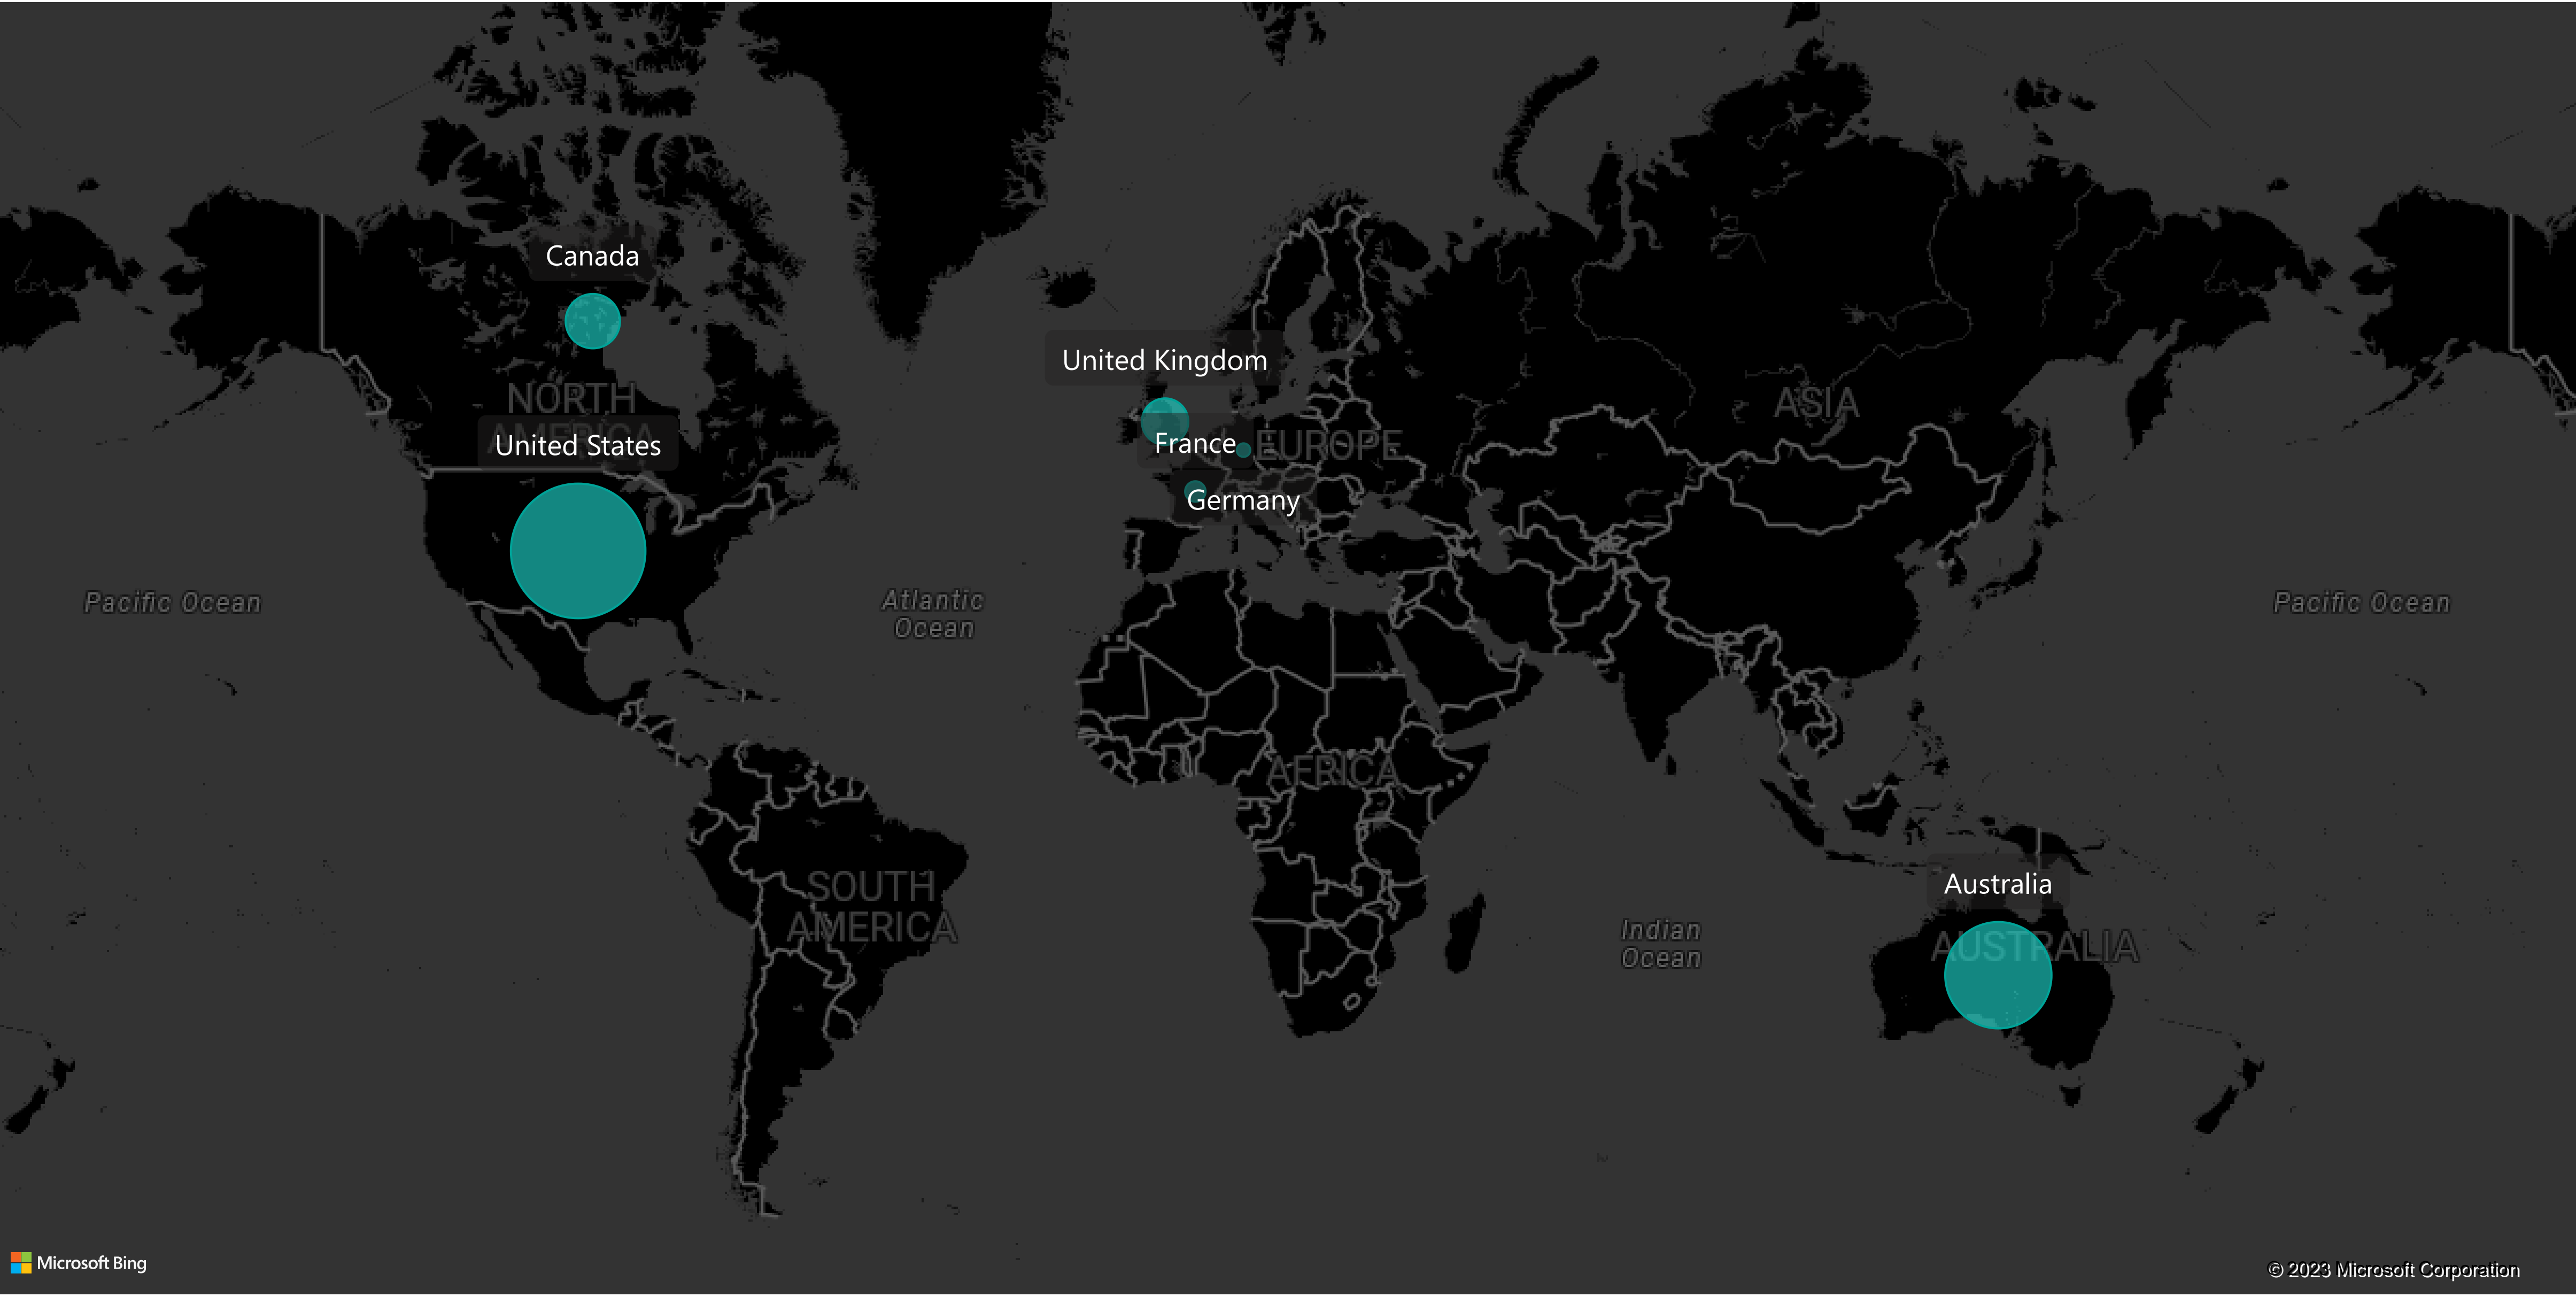 Canada
United Kingdom
NORTH
AMERICA
United States
ASIA
France
EUROPE
Germany
Pacific Ocean
Atlantic
Ocean
Pacific Ocean
AFRICA
SOUTH
AMERICA
Australia
AUSTRALIA
Indian
Ocean
Microsoft Bing
© 2023 Microsoft Corporation